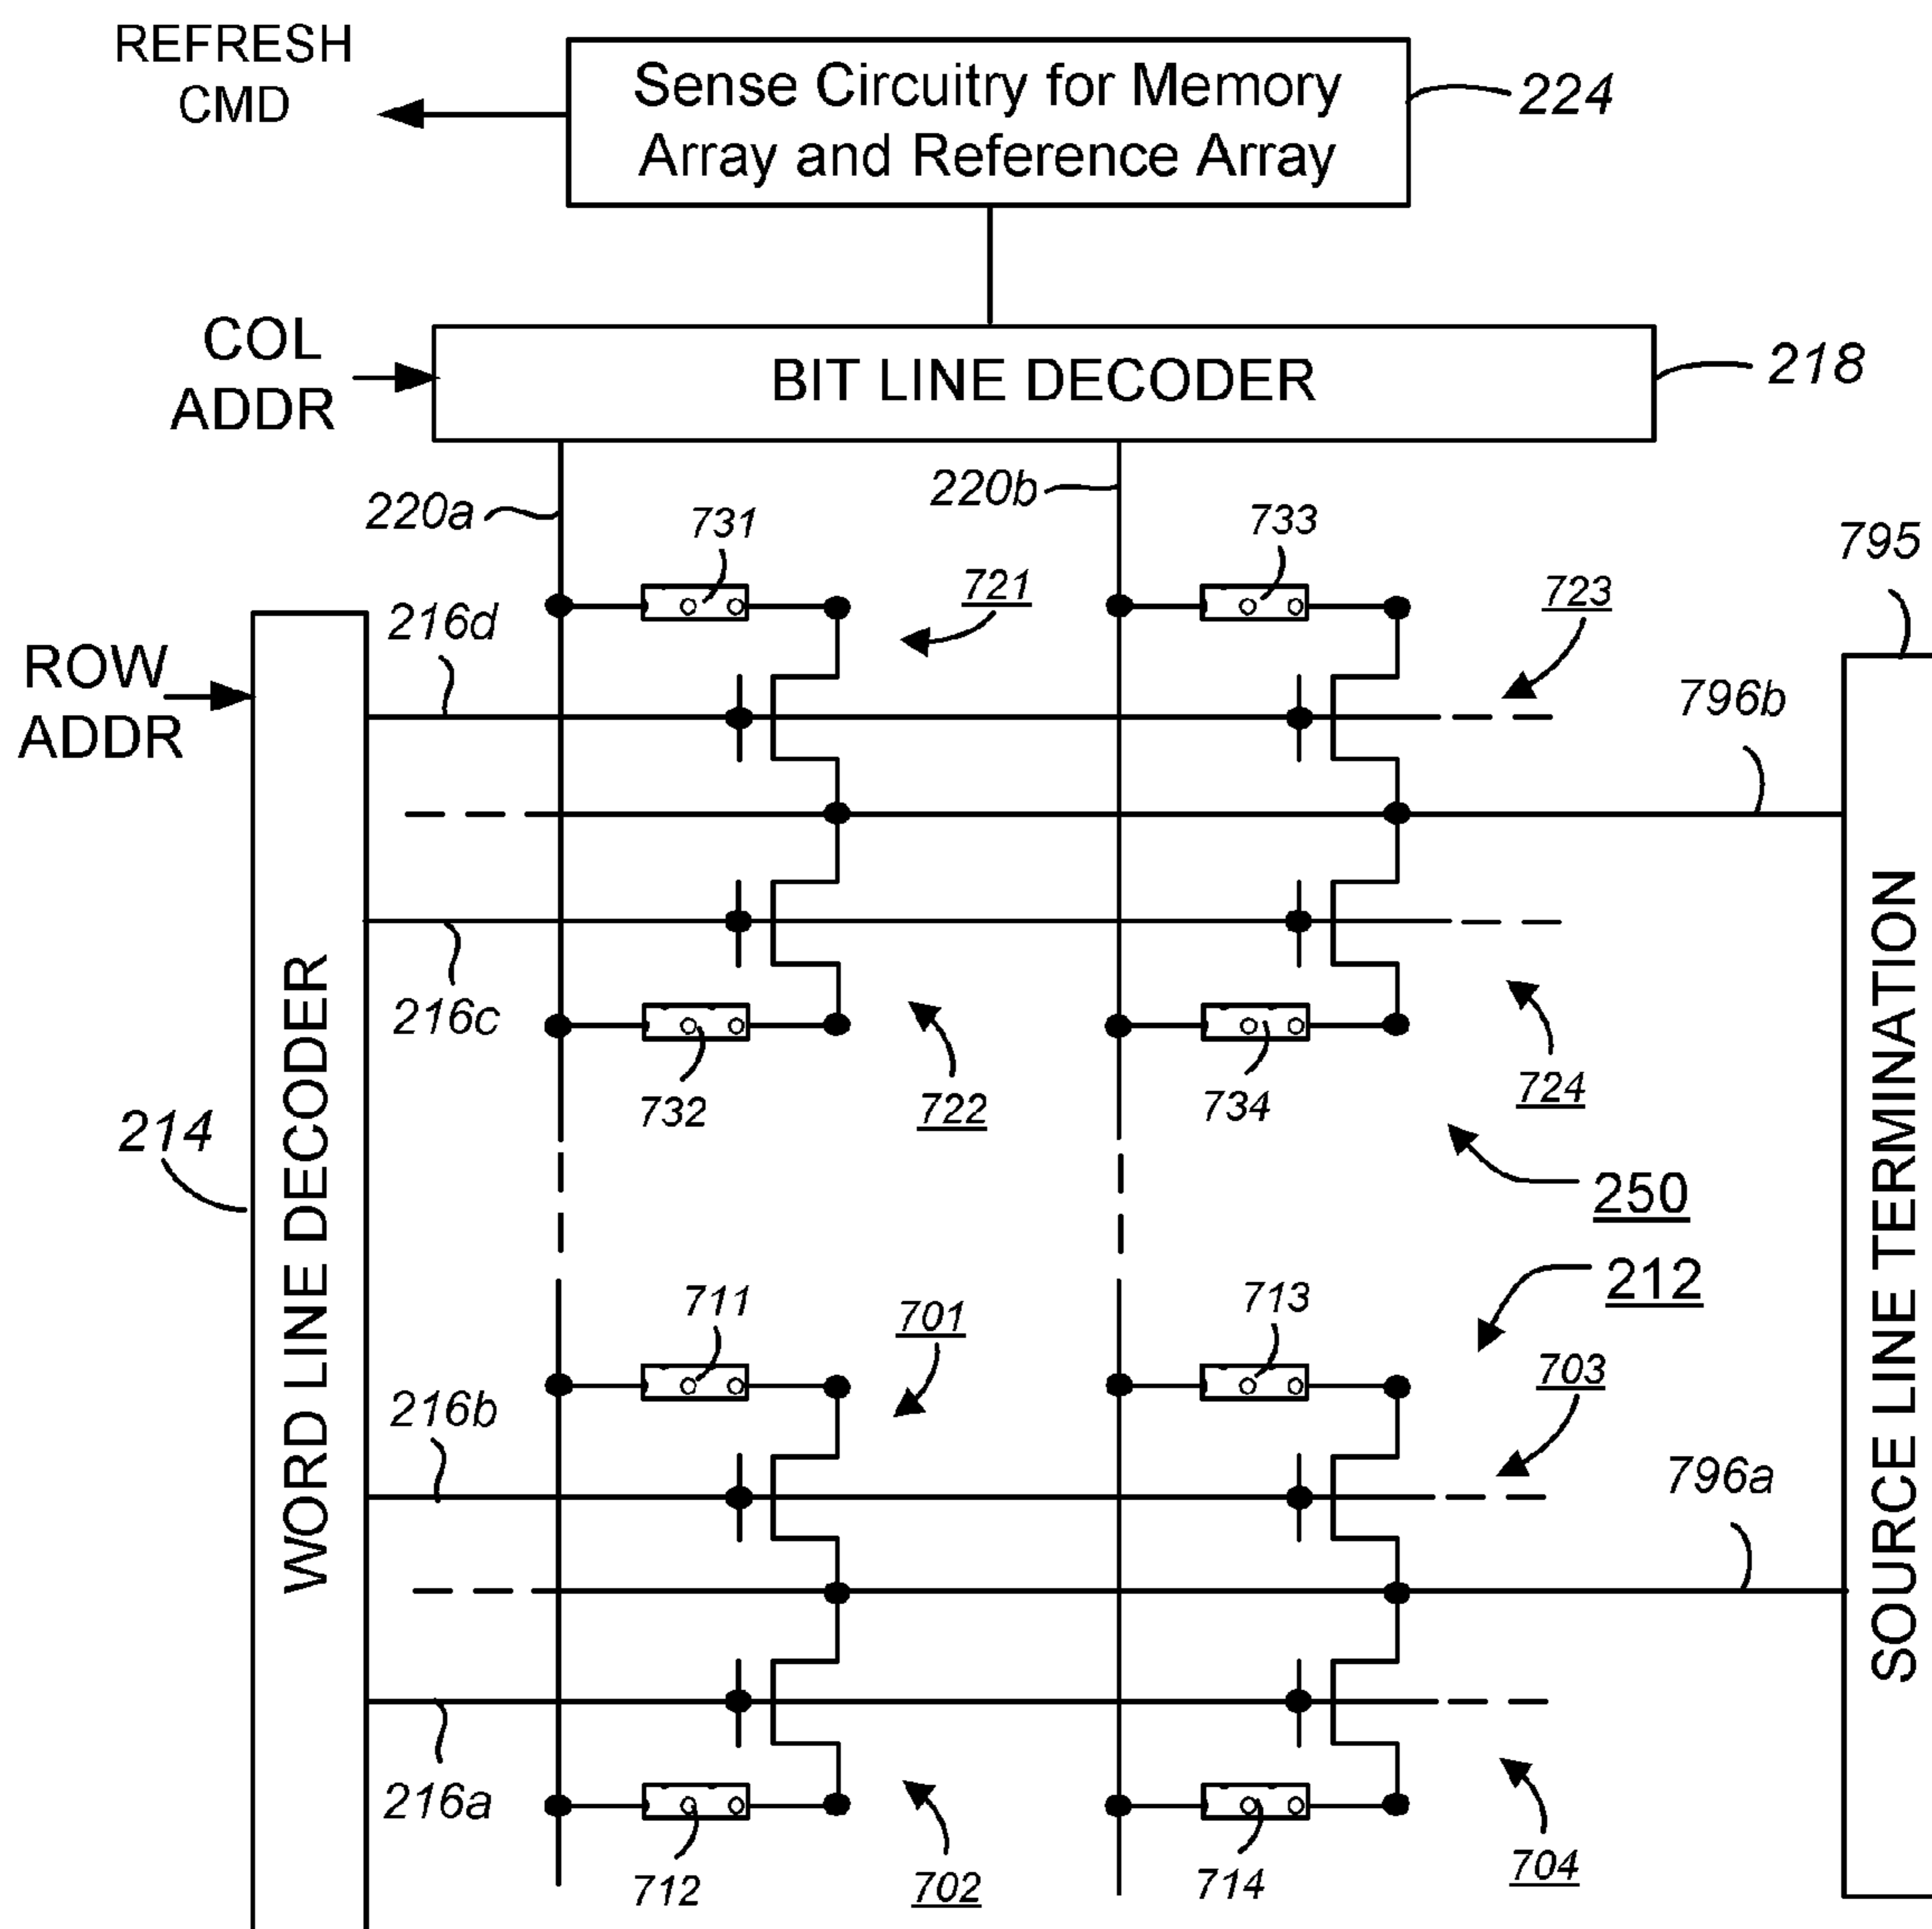 REFRESH
CMD
Sense Circuitry for Memory
Array and Reference Array
224
COL
ADDR
BIT LINE DECODER
218
220a
731
220b
733
795
721
723
216d
ROW
ADDR
796b
216c
732
722
734
724
214
WORD LINE DECODER
SOURCE LINE TERMINATION
250
212
711
701
713
703
216b
796a
216a
712
702
714
704